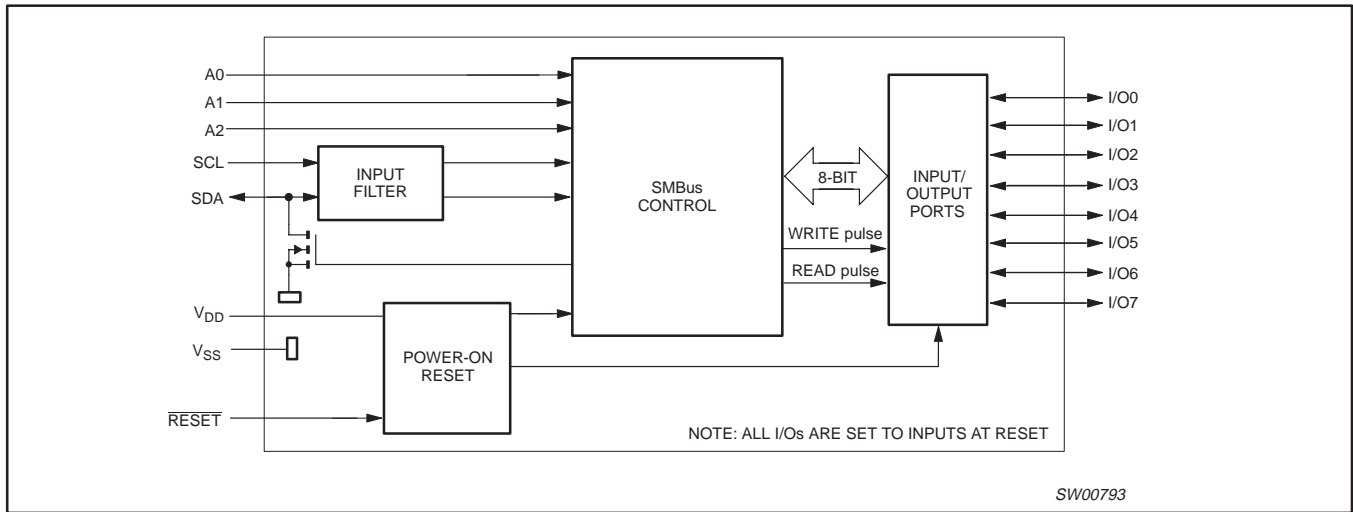 A0
A1
A2
SCL
SDA
VDD
VSS
RESET
INPUT
FILTER
POWER-ON
RESET
SMBus
CONTROL
8-BIT
WRITE pulse
READ pulse
INPUT/
OUTPUT
PORTS
I/O0
I/O1
I/O2
I/O3
I/O4
I/O5
I/O6
I/O7
NOTE: ALL I/Os ARE SET TO INPUTS AT RESET
SW00793